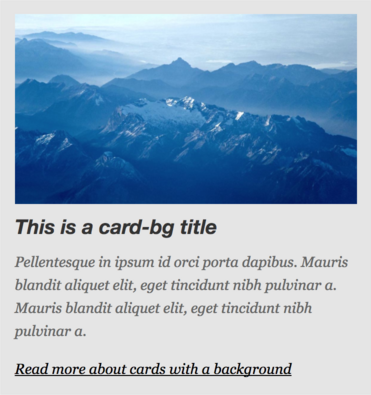 This is a card-bg title
Pellentesque in ipsum id orci porta dapibus. Mauris
blandit aliquet elit, eget tincidunt nibh pulvinar a.
Mauris blandit aliquet elit, eget tincidunt nibh
pulvinar a.
Read more about cards with a background